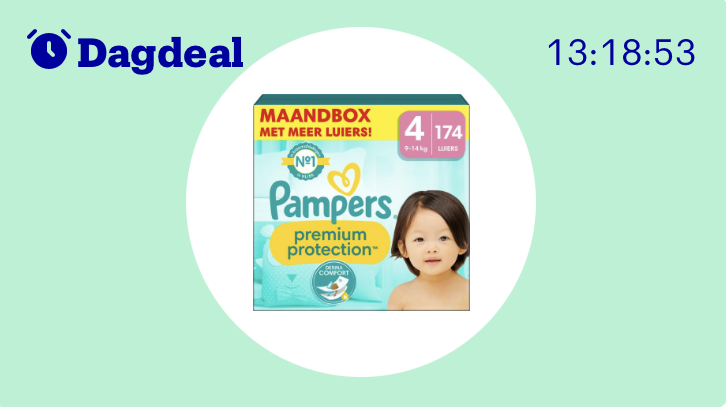 Dagdeal
13:18:53
MAANDBOX
MET MEER LUIERS!
4
174
9-14 kg
LUIERS
Nº1
Pampers
premium
protection™
DERMA
COMFORT